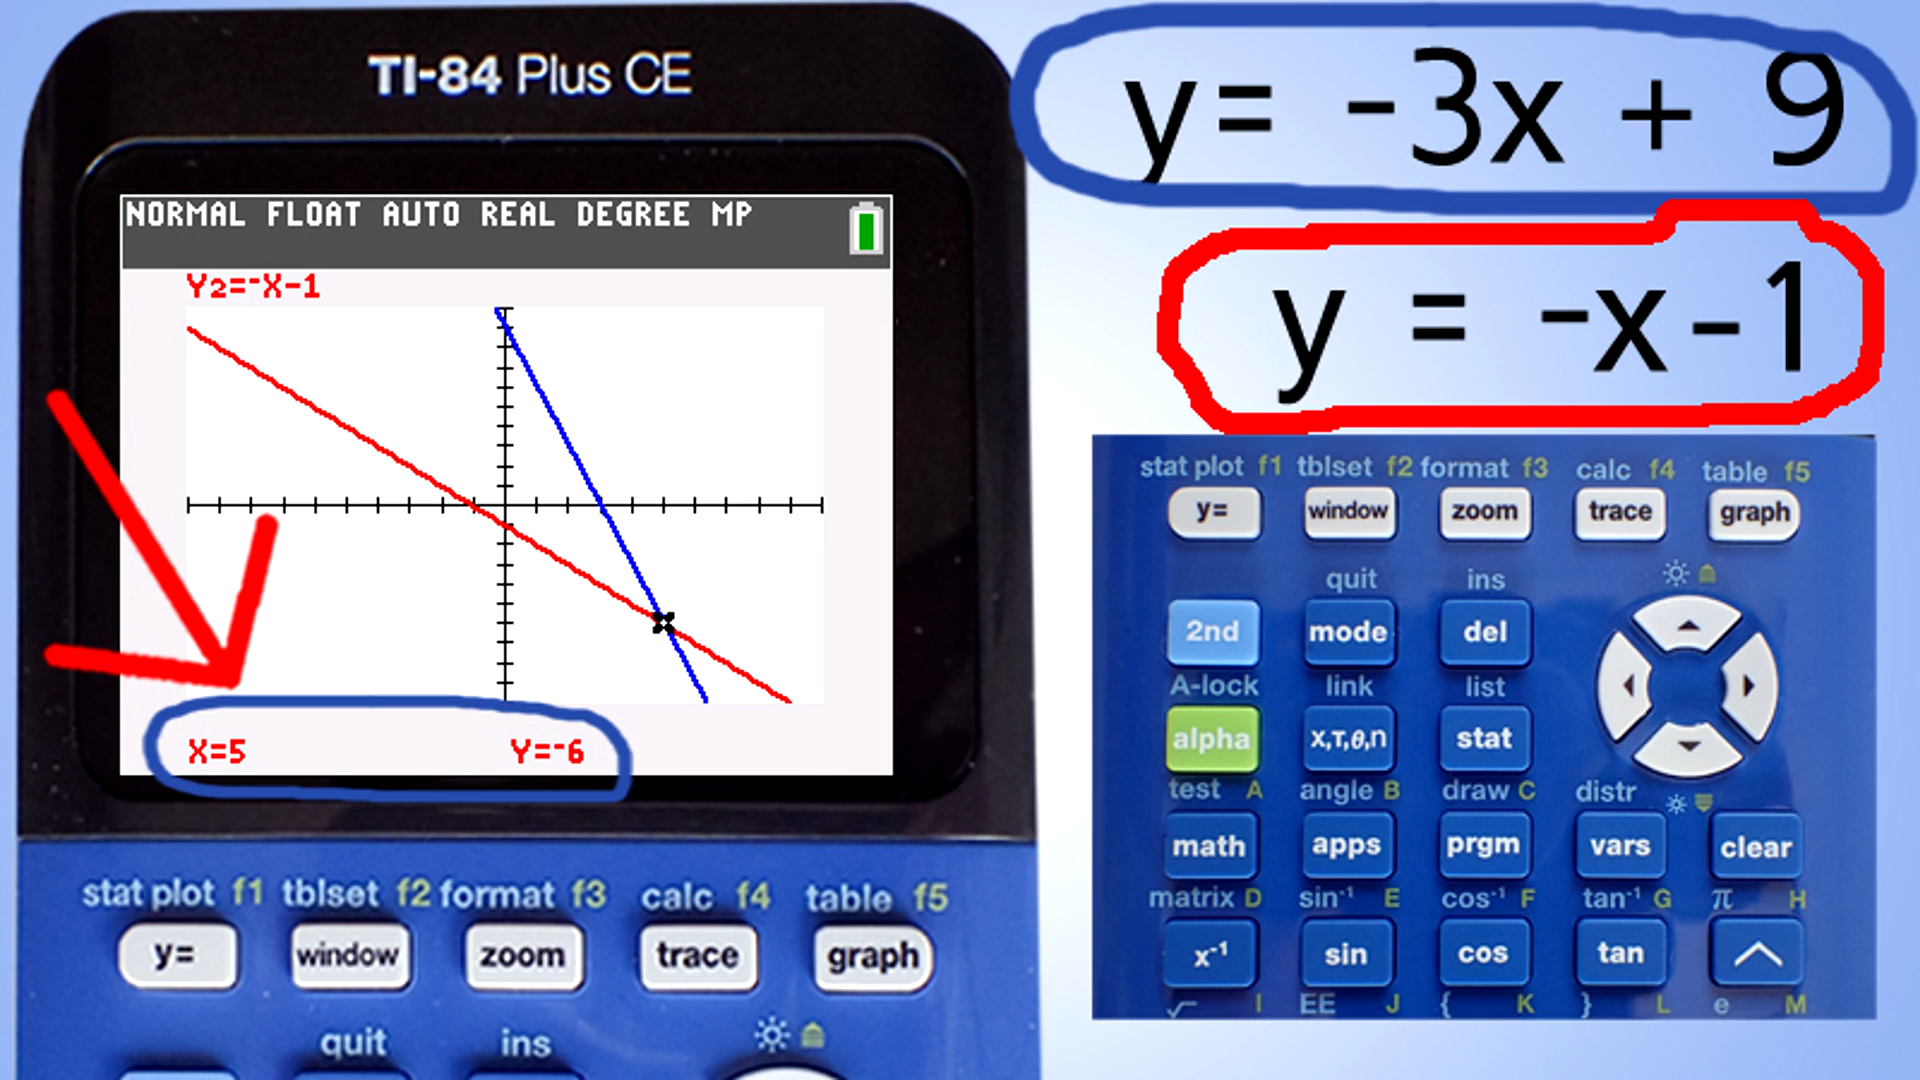 TI-84 Plus CE
NORMAL FLOAT AUTO REAL DEGREE MP
Y2=⁻X-1
X=5 Y=⁻6
stat plot f1 tblset f2 format f3 calc f4 table f5
y= window zoom trace graph
quit ins
y= -3x + 9
y = -x-1
stat plot f1 tblset f2 format f3 calc f4 table f5
y= window zoom trace graph
quit ins
2nd mode del
A-lock link list
alpha X,T,θ,n stat
test A angle B draw C distr
math apps prgm vars clear
matrix D sin⁻¹ E cos⁻¹ F tan⁻¹ G π H
x⁻¹ sin cos tan ^
√ I EE J { K } L e M